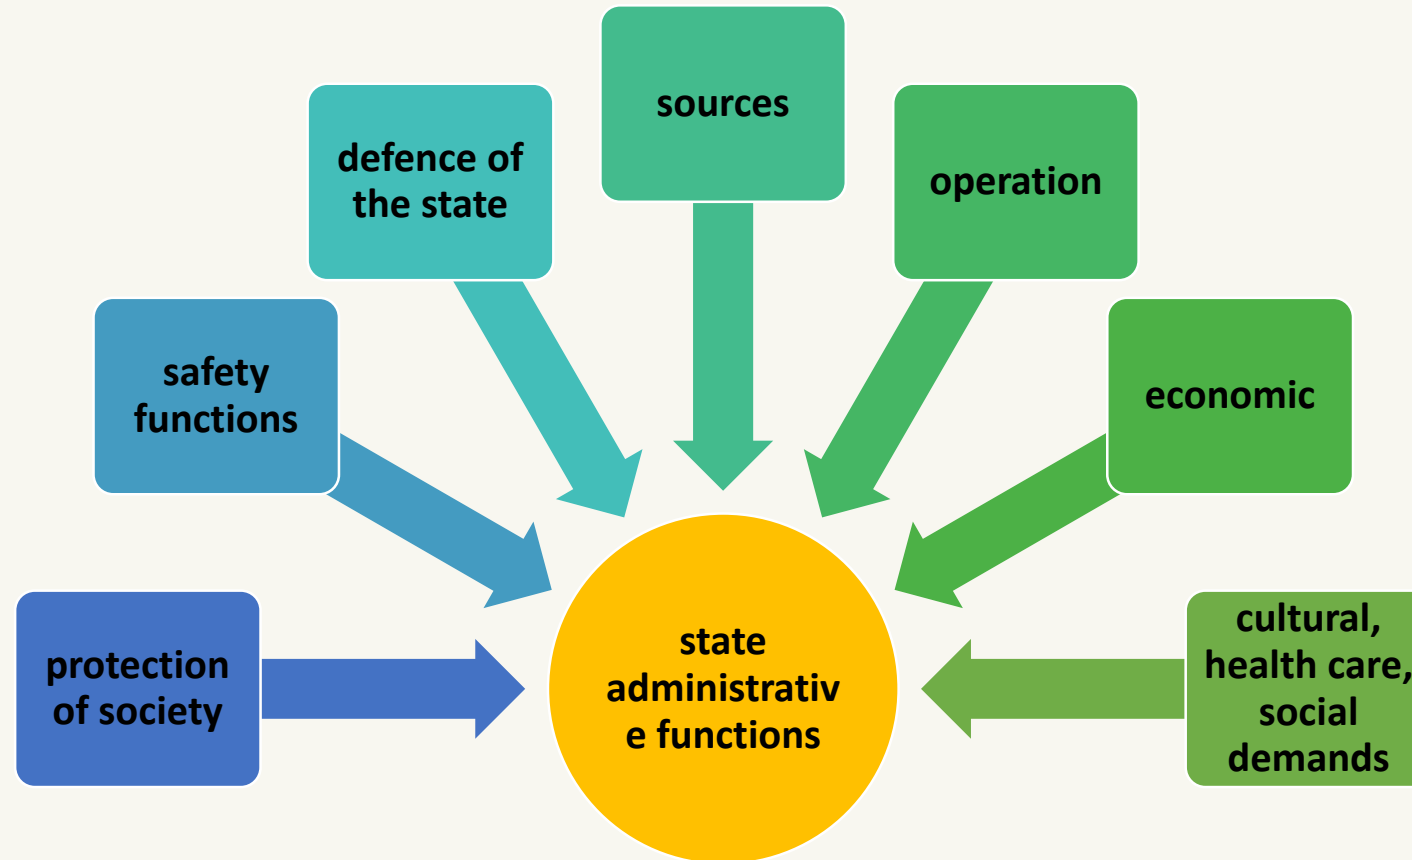 sources
defence of
the state
operation
safety
functions
economic
protection
of society
state
administrativ
e functions
cultural,
health care,
social
demands